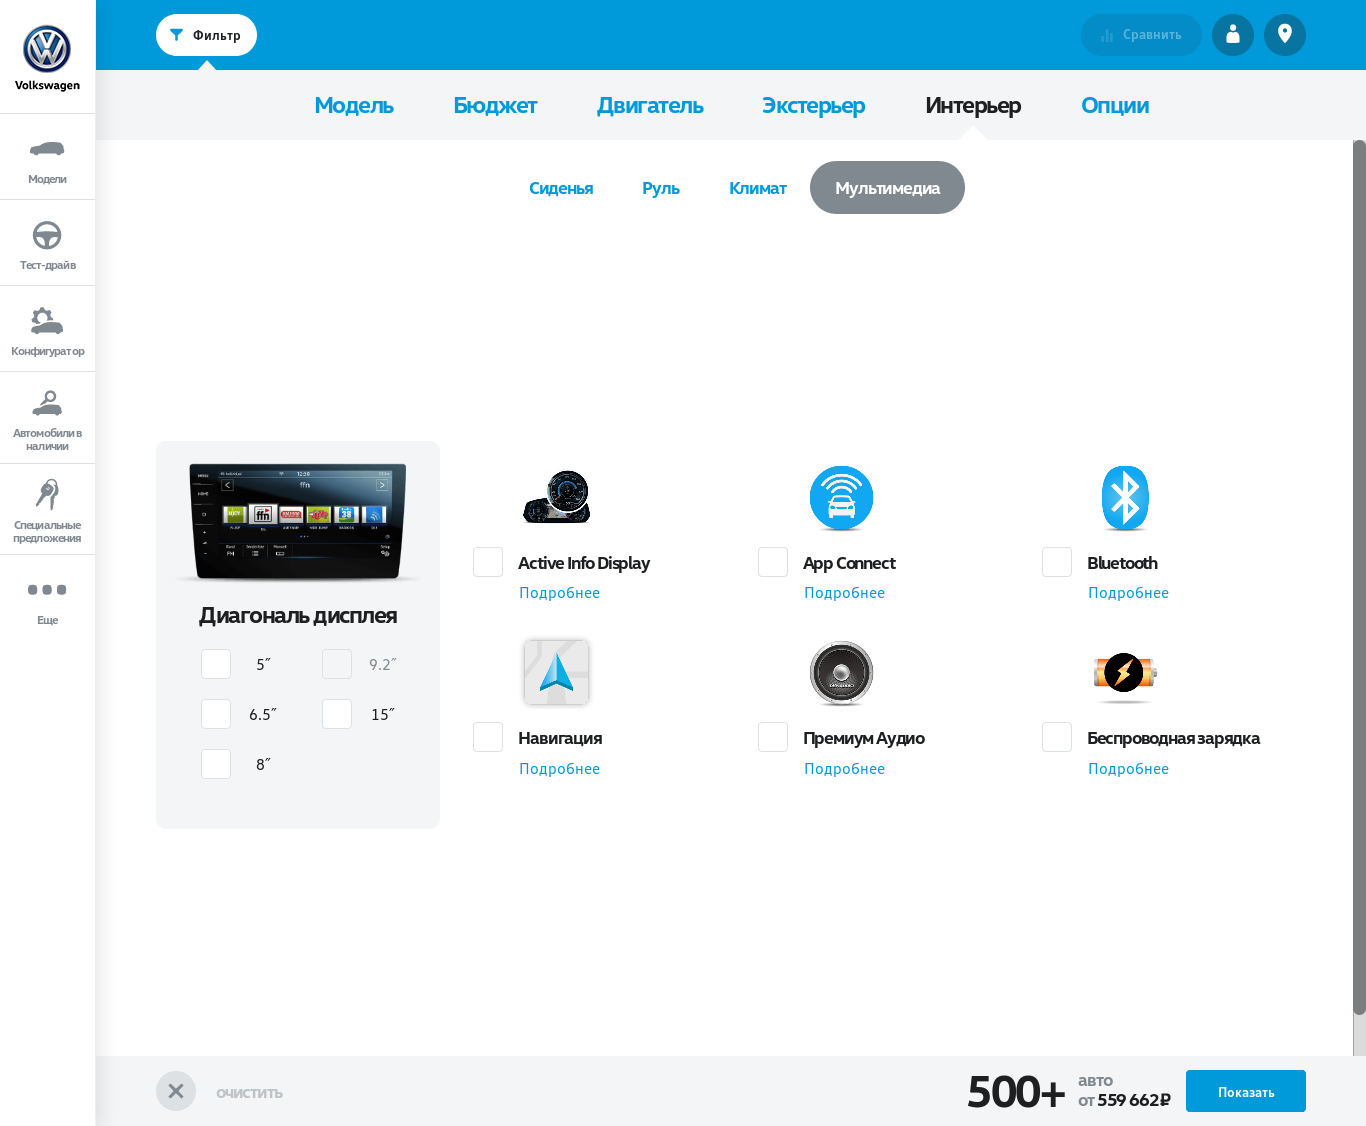 Volkswagen
Модели
Тест-драйв
Конфигуратор
Автомобили в
наличии
Специальные
предложения
Еще
Фильтр
Сравнить
Модель Бюджет Двигатель Экстерьер Интерьер Опции
Сиденья Руль Климат Мультимедиа
Диагональ дисплея
5″ 9.2″
6.5″ 15″
8″
Active Info Display
Подробнее
App Connect
Подробнее
Bluetooth
Подробнее
Навигация
Подробнее
Премиум Аудио
Подробнее
Беспроводная зарядка
Подробнее
ОЧИСТИТЬ
500+
авто
от 559 662₽
Показать